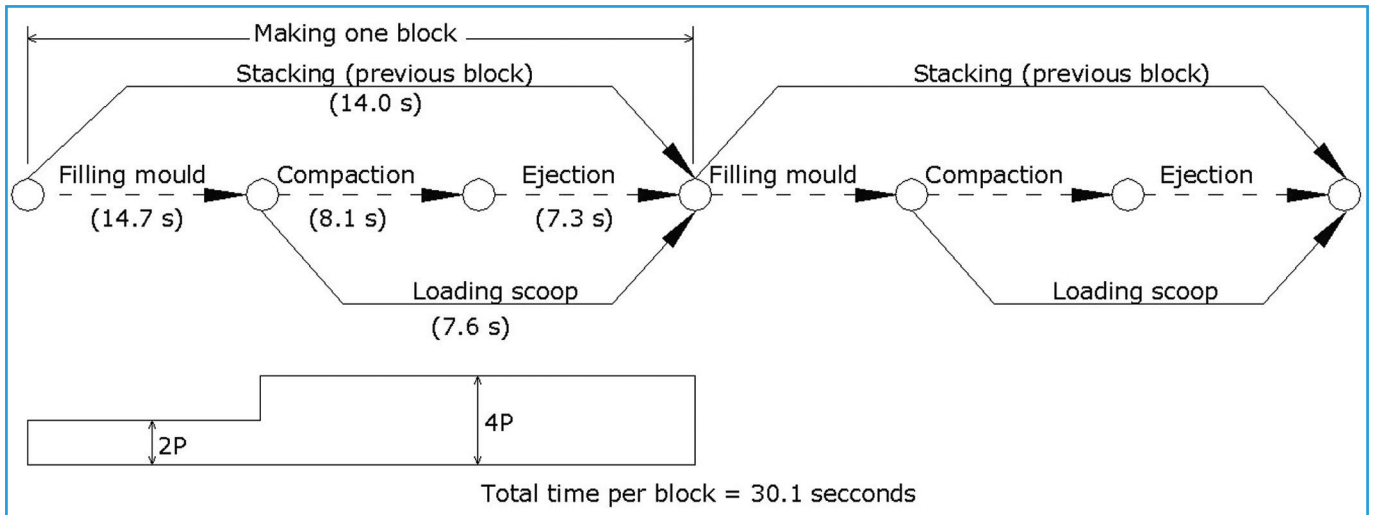 Making one block
Stacking (previous block)
(14.0 s)
Stacking (previous block)
Filling mould
Compaction
Ejection
Filling mould
Compaction
Ejection
(14.7 s)
(8.1 s)
(7.3 s)
Loading scoop
(7.6 s)
Loading scoop
2P
4P
Total time per block = 30.1 secconds